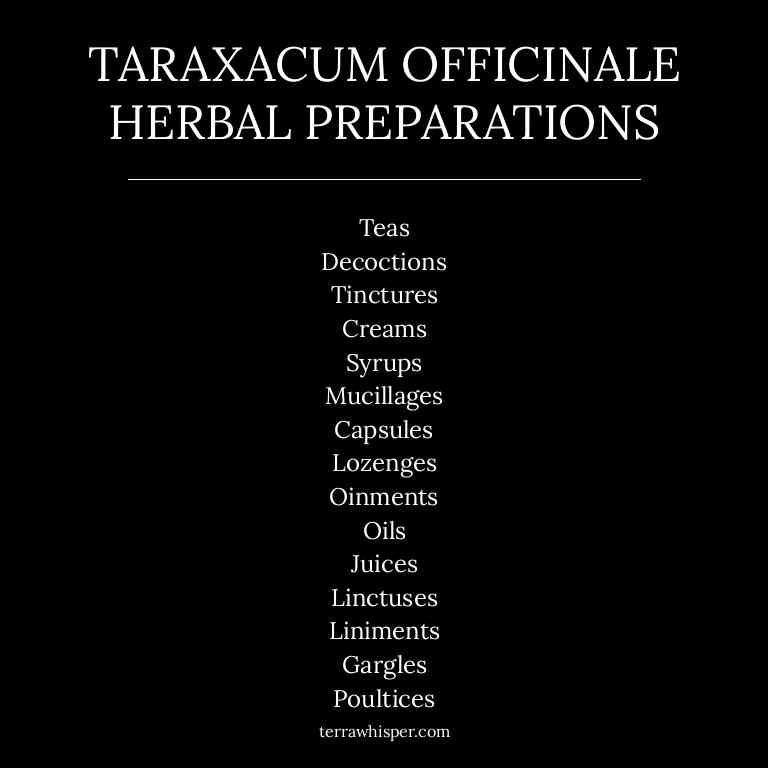 TARAXACUM OFFICINALE
HERBAL PREPARATIONS
Teas
Decoctions
Tinctures
Creams
Syrups
Mucillages
Capsules
Lozenges
Oinments
Oils
Juices
Linctuses
Liniments
Gargles
Poultices
terrawhisper.com